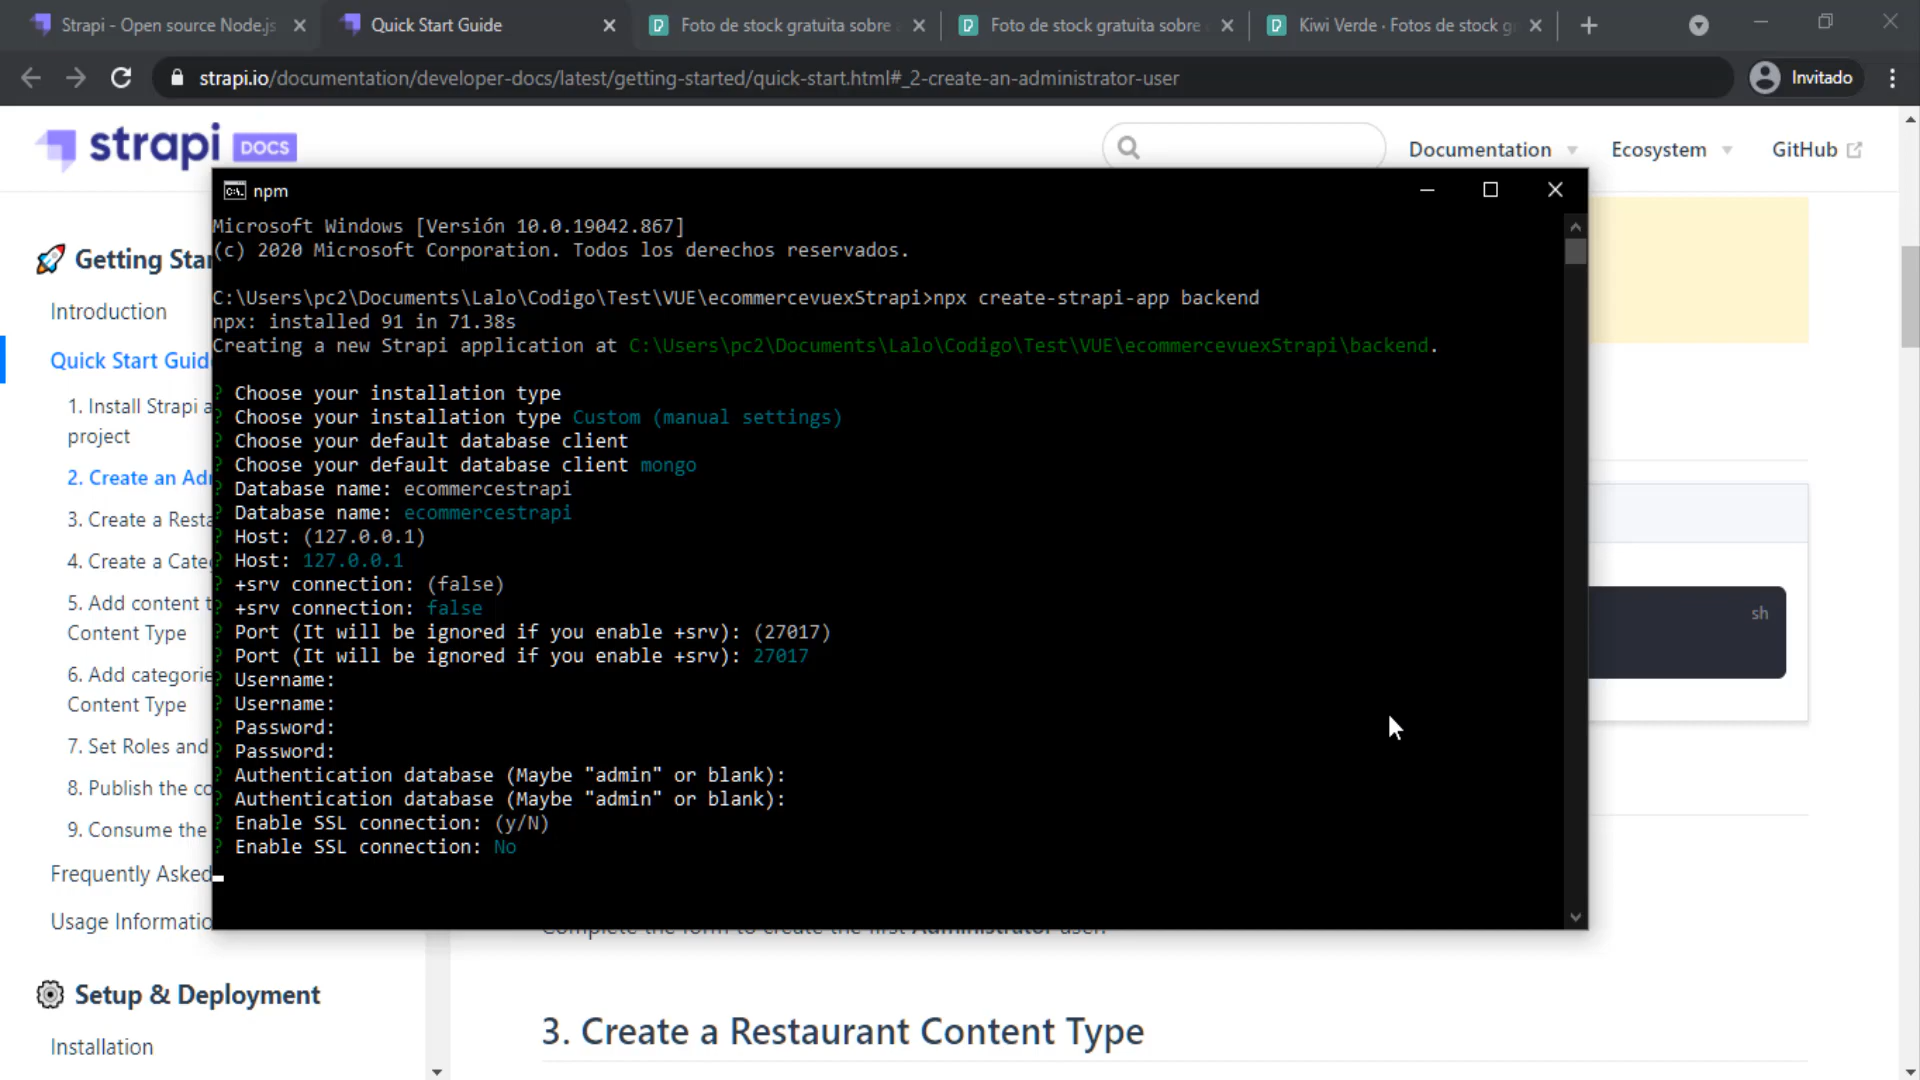 Strapi - Open source Node.js
Quick Start Guide
Foto de stock gratuita sobre
Foto de stock gratuita sobre
Kiwi Verde · Fotos de stock g
strapi.io/documentation/developer-docs/latest/getting-started/quick-start.html#_2-create-an-administrator-user
Invitado
strapi DOCS
Documentation
Ecosystem
GitHub
npm
Microsoft Windows [Versión 10.0.19042.867]
(c) 2020 Microsoft Corporation. Todos los derechos reservados.
C:\Users\pc2\Documents\Lalo\Codigo\Test\VUE\ecommercevuexStrapi>npx create-strapi-app backend
npx: installed 91 in 71.38s
Creating a new Strapi application at C:\Users\pc2\Documents\Lalo\Codigo\Test\VUE\ecommercevuexStrapi\backend.
? Choose your installation type
? Choose your installation type Custom (manual settings)
? Choose your default database client
? Choose your default database client mongo
? Database name: ecommercestrapi
? Database name: ecommercestrapi
? Host: (127.0.0.1)
? Host: 127.0.0.1
? +srv connection: (false)
? +srv connection: false
? Port (It will be ignored if you enable +srv): (27017)
? Port (It will be ignored if you enable +srv): 27017
? Username:
? Username:
? Password:
? Password:
? Authentication database (Maybe "admin" or blank):
? Authentication database (Maybe "admin" or blank):
? Enable SSL connection: (y/N)
? Enable SSL connection: No
Getting Star
Introduction
Quick Start Guid
1. Install Strapi a
project
2. Create an Ad
3. Create a Resta
4. Create a Cate
5. Add content t
Content Type
6. Add categorie
Content Type
7. Set Roles and
8. Publish the co
9. Consume the
Frequently Asked
Usage Informatio
Setup & Deployment
Installation
sh
Complete the form to create the first Administrator user.
3. Create a Restaurant Content Type